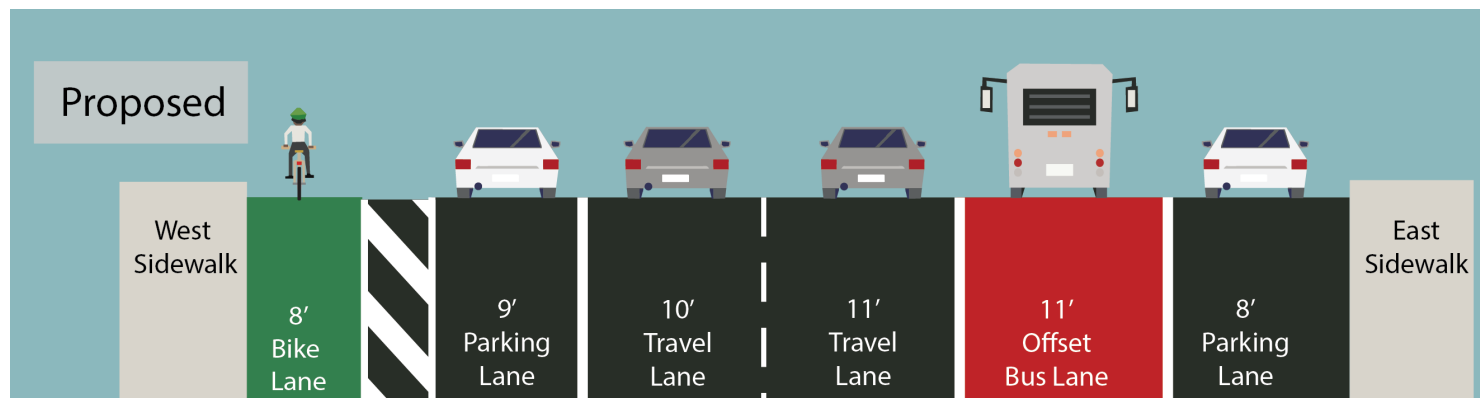 Proposed
West
Sidewalk
8’
Bike
Lane
9’
Parking
Lane
10’
Travel
Lane
11’
Travel
Lane
11’
Offset
Bus Lane
8’
Parking
Lane
East
Sidewalk